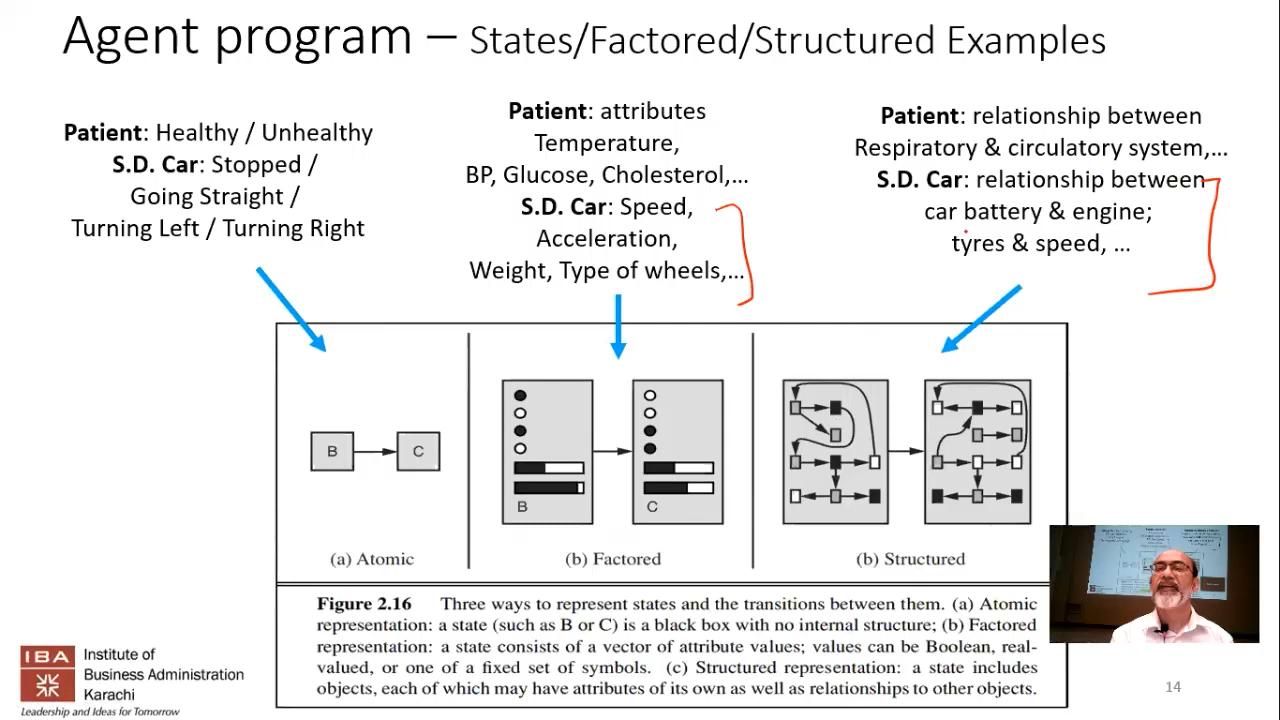 Agent program – States/Factored/Structured Examples
Patient: Healthy / Unhealthy
S.D. Car: Stopped /
Going Straight /
Turning Left / Turning Right
Patient: attributes
Temperature,
BP, Glucose, Cholesterol,...
S.D. Car: Speed,
Acceleration,
Weight, Type of wheels,...
Patient: relationship between
Respiratory & circulatory system,...
S.D. Car: relationship between
car battery & engine;
tyres & speed, ...
B
C
B
C
(a) Atomic
(b) Factored
(b) Structured
Figure 2.16 Three ways to represent states and the transitions between them. (a) Atomic
representation: a state (such as B or C) is a black box with no internal structure; (b) Factored
representation: a state consists of a vector of attribute values; values can be Boolean, real-
valued, or one of a fixed set of symbols. (c) Structured representation: a state includes
objects, each of which may have attributes of its own as well as relationships to other objects.
IBA
Institute of
Business Administration
Karachi
Leadership and Ideas for Tomorrow
14